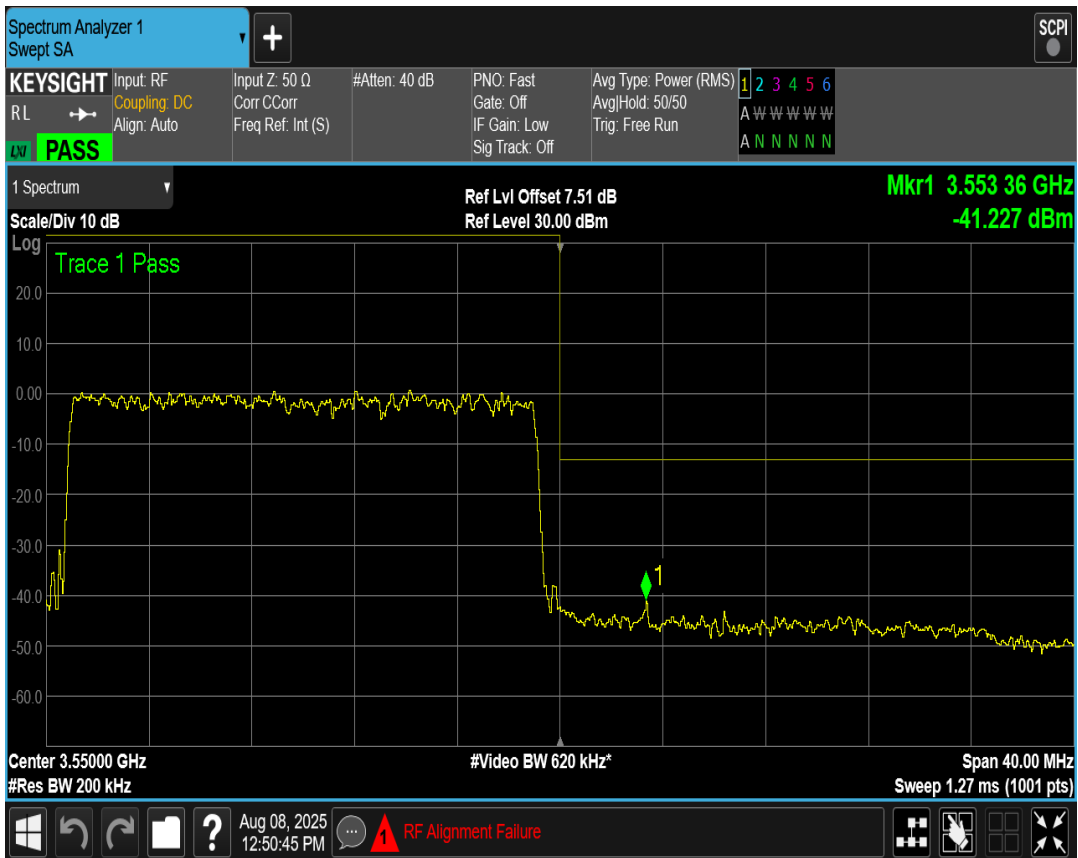 Spectrum Analyzer 1
Swept SA
SCPI
KEYSIGHT
R L
LXI
PASS
Input: RF
Coupling: DC
Align: Auto
Input Z: 50 Ω
Corr CCorr
Freq Ref: Int (S)
#Atten: 40 dB
PNO: Fast
Gate: Off
IF Gain: Low
Sig Track: Off
Avg Type: Power (RMS)
Avg|Hold: 50/50
Trig: Free Run
1 2 3 4 5 6
A W W W W W
A N N N N N
1 Spectrum
Scale/Div 10 dB
Ref Lvl Offset 7.51 dB
Ref Level 30.00 dBm
Mkr1 3.553 36 GHz
-41.227 dBm
Log
Trace 1 Pass
20.0
10.0
0.00
-10.0
-20.0
-30.0
-40.0
-50.0
-60.0
1
Center 3.55000 GHz
#Res BW 200 kHz
#Video BW 620 kHz*
Span 40.00 MHz
Sweep 1.27 ms (1001 pts)
?
Aug 08, 2025
12:50:45 PM
1
RF Alignment Failure